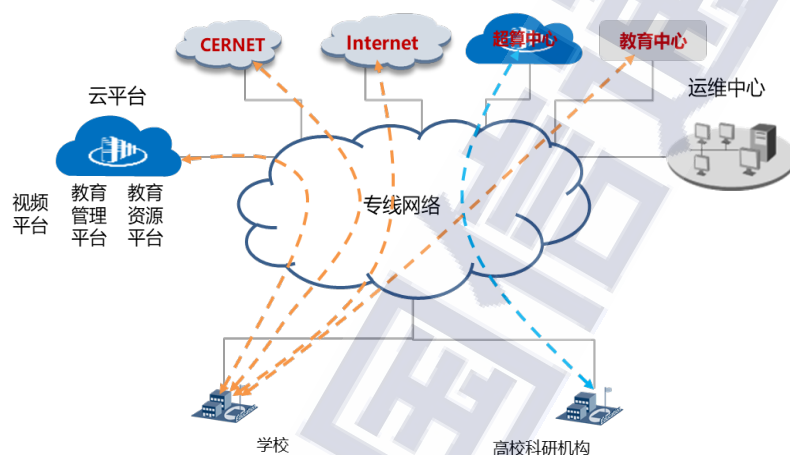 CERNET
Internet
超算中心
教育中心
云平台
运维中心
视频
平台
教育
管理
平台
教育
资源
平台
专线网络
学校
高校科研机构